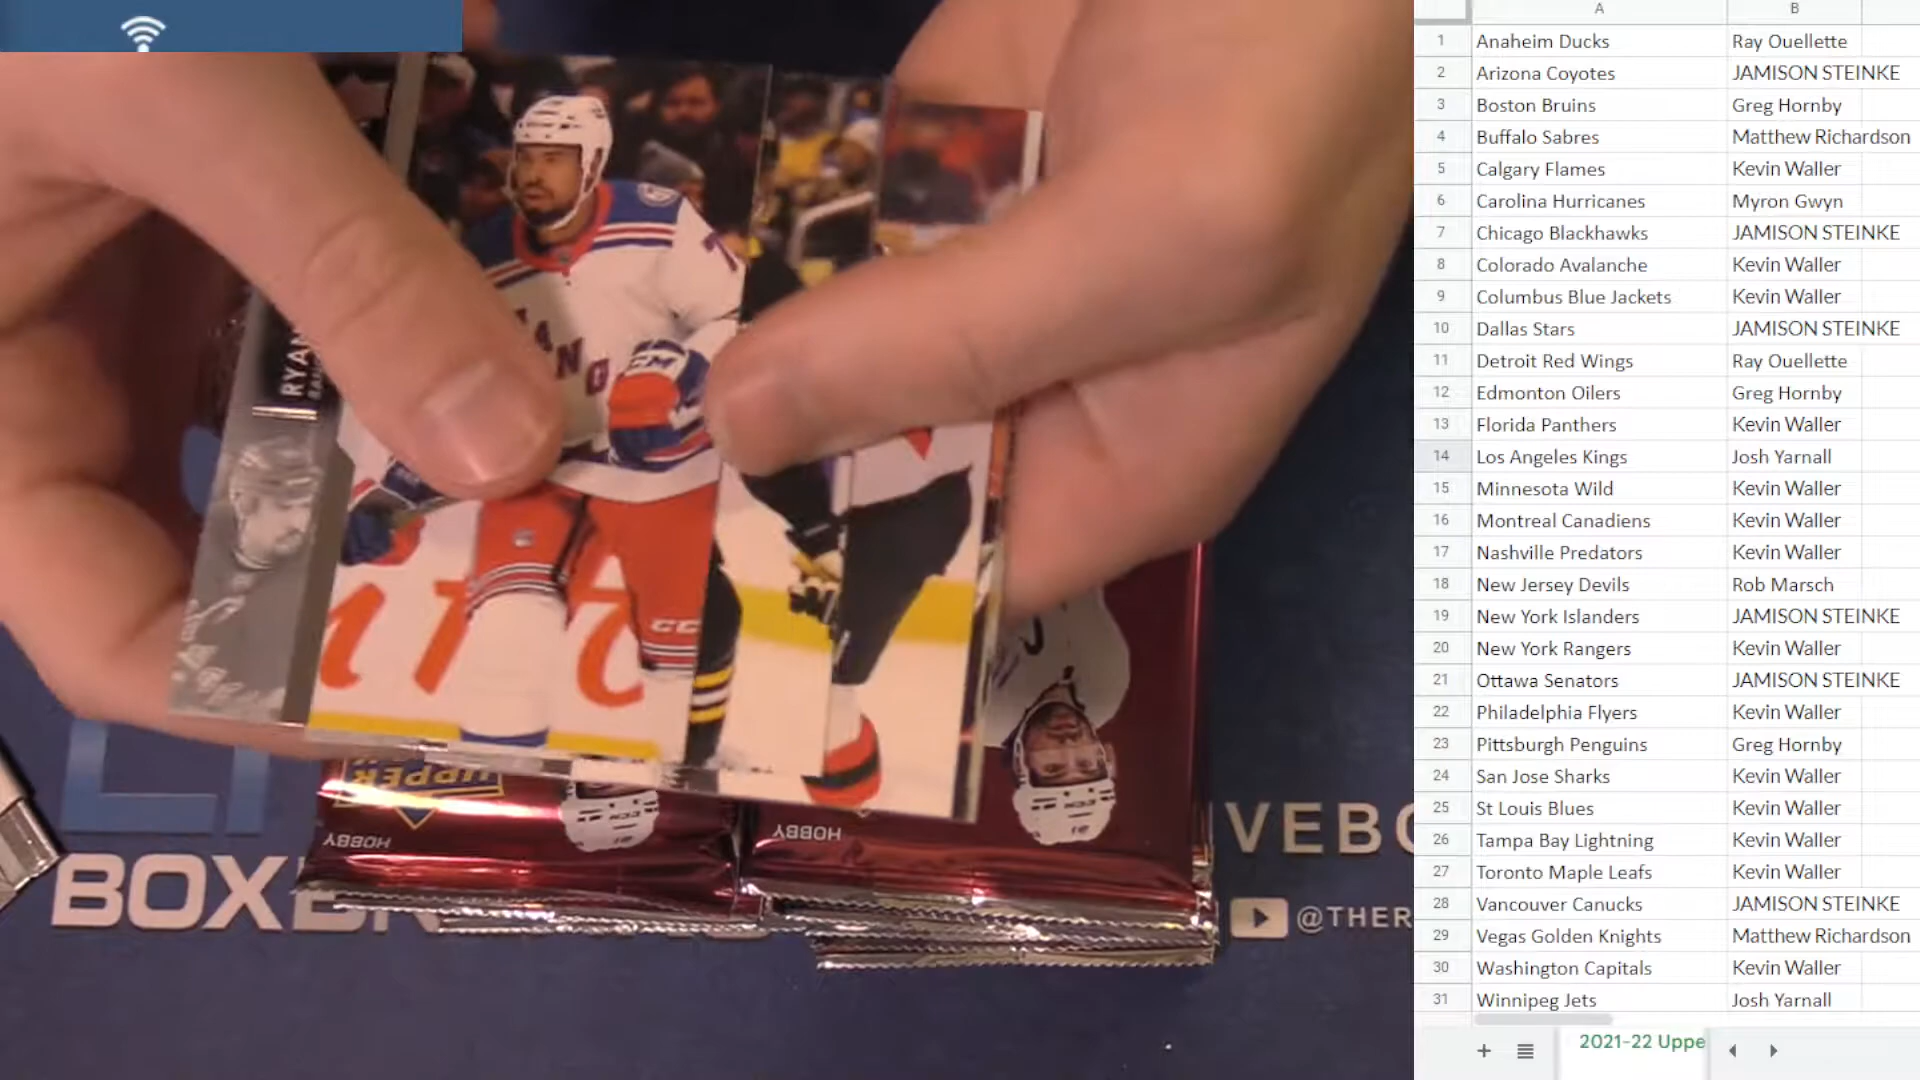 A B
1 Anaheim Ducks Ray Ouellette
2 Arizona Coyotes JAMISON STEINKE
3 Boston Bruins Greg Hornby
4 Buffalo Sabres Matthew Richardson
5 Calgary Flames Kevin Waller
6 Carolina Hurricanes Myron Gwyn
7 Chicago Blackhawks JAMISON STEINKE
8 Colorado Avalanche Kevin Waller
9 Columbus Blue Jackets Kevin Waller
10 Dallas Stars JAMISON STEINKE
11 Detroit Red Wings Ray Ouellette
12 Edmonton Oilers Greg Hornby
13 Florida Panthers Kevin Waller
14 Los Angeles Kings Josh Yarnall
15 Minnesota Wild Kevin Waller
16 Montreal Canadiens Kevin Waller
17 Nashville Predators Kevin Waller
18 New Jersey Devils Rob Marsch
19 New York Islanders JAMISON STEINKE
20 New York Rangers Kevin Waller
21 Ottawa Senators JAMISON STEINKE
22 Philadelphia Flyers Kevin Waller
23 Pittsburgh Penguins Greg Hornby
24 San Jose Sharks Kevin Waller
25 St Louis Blues Kevin Waller
26 Tampa Bay Lightning Kevin Waller
27 Toronto Maple Leafs Kevin Waller
28 Vancouver Canucks JAMISON STEINKE
29 Vegas Golden Knights Matthew Richardson
30 Washington Capitals Kevin Waller
31 Winnipeg Jets Josh Yarnall
2021-22 Uppe
RYAN
ANG
CC
UPPER
HOBBY
HOBBY
BOXB
VEBO
@THER